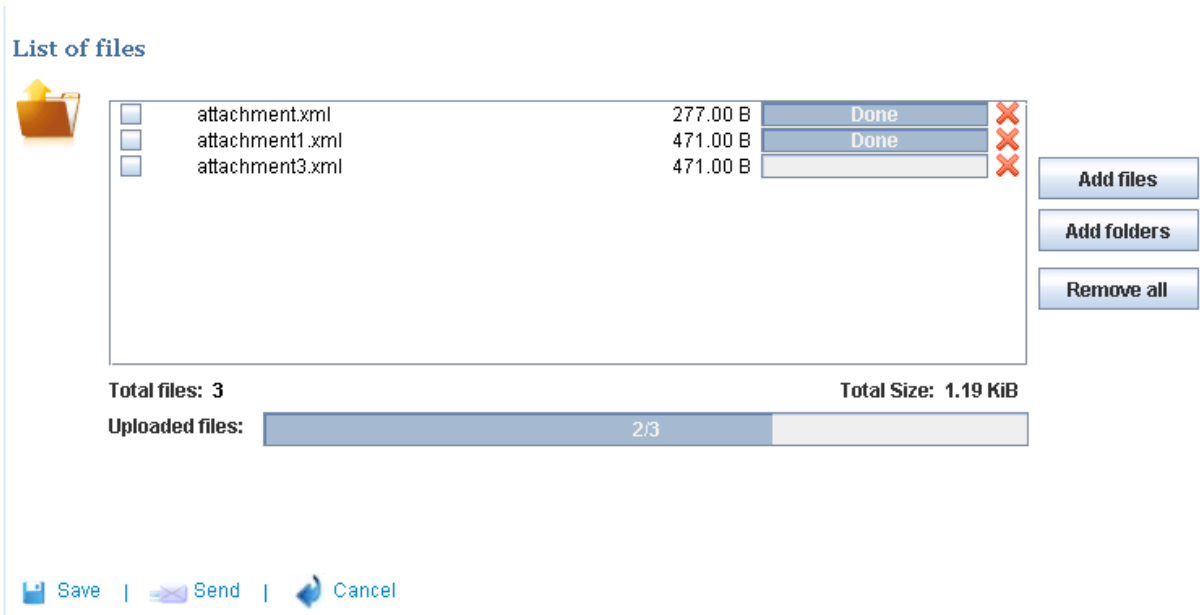 List of files
attachment.xml 277.00 B Done
attachment1.xml 471.00 B Done
attachment3.xml 471.00 B
Add files
Add folders
Remove all
Total files: 3 Total Size: 1.19 KiB
Uploaded files: 2/3
Save | Send | Cancel